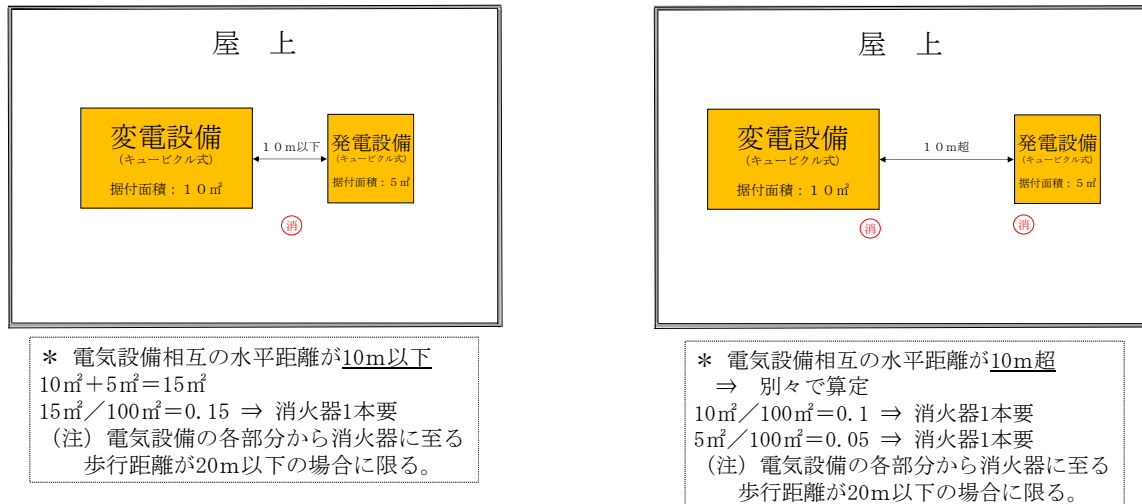 屋 上
変電設備
(キュービクル式)
据付面積：１０㎡
１０ｍ以下
発電設備
(キュービクル式)
据付面積：５㎡
消
＊ 電気設備相互の水平距離が10ｍ以下
10㎡＋5㎡＝15㎡
15㎡／100㎡＝0.15 ⇒ 消火器1本要
（注）電気設備の各部分から消火器に至る
歩行距離が20ｍ以下の場合に限る。
屋 上
変電設備
(キュービクル式)
据付面積：１０㎡
１０ｍ超
発電設備
(キュービクル式)
据付面積：５㎡
消
消
＊ 電気設備相互の水平距離が10ｍ超
⇒ 別々で算定
10㎡／100㎡＝0.1 ⇒ 消火器1本要
5㎡／100㎡＝0.05 ⇒ 消火器1本要
（注）電気設備の各部分から消火器に至る
歩行距離が20ｍ以下の場合に限る。